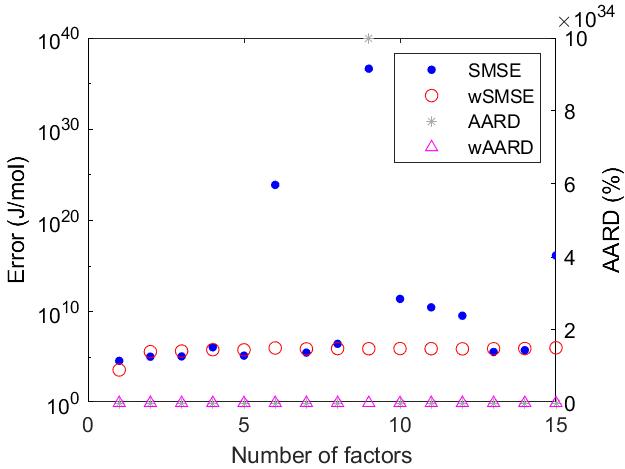 ×10^34
10^40
10^30
10^20
10^10
10^0
Error (J/mol)
SMSE
wSMSE
AARD
wAARD
10
8
6
4
2
0
AARD (%)
0
5
10
15
Number of factors